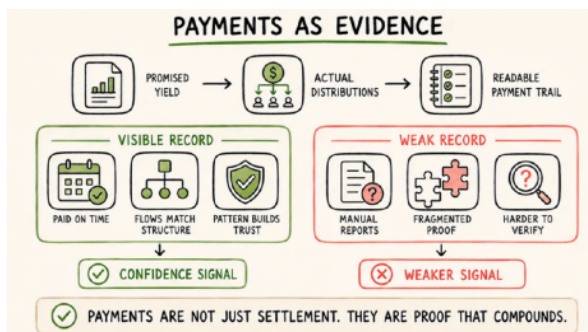 PAYMENTS AS EVIDENCE
PROMISED
YIELD
ACTUAL
DISTRIBUTIONS
READABLE
PAYMENT TRAIL
VISIBLE RECORD
PAID ON TIME
FLOWS MATCH
STRUCTURE
PATTERN BUILDS
TRUST
CONFIDENCE SIGNAL
WEAK RECORD
MANUAL
REPORTS
FRAGMENTED
PROOF
HARDER TO
VERIFY
WEAKER SIGNAL
PAYMENTS ARE NOT JUST SETTLEMENT. THEY ARE PROOF THAT COMPOUNDS.